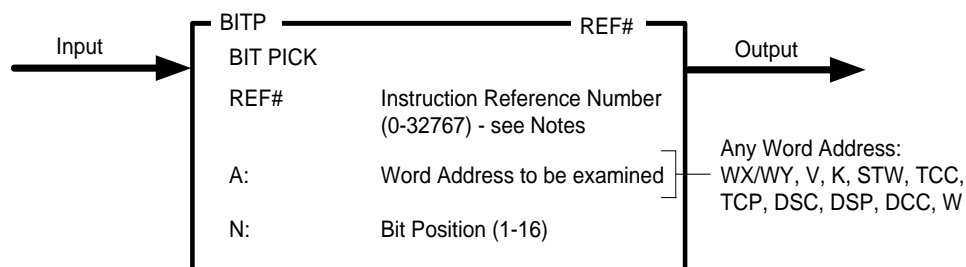 BITP REF#
Input
BIT PICK
Output
REF# Instruction Reference Number
(0-32767) - see Notes
A: Word Address to be examined
Any Word Address:
WX/WY, V, K, STW, TCC,
TCP, DSC, DSP, DCC, W
N: Bit Position (1-16)